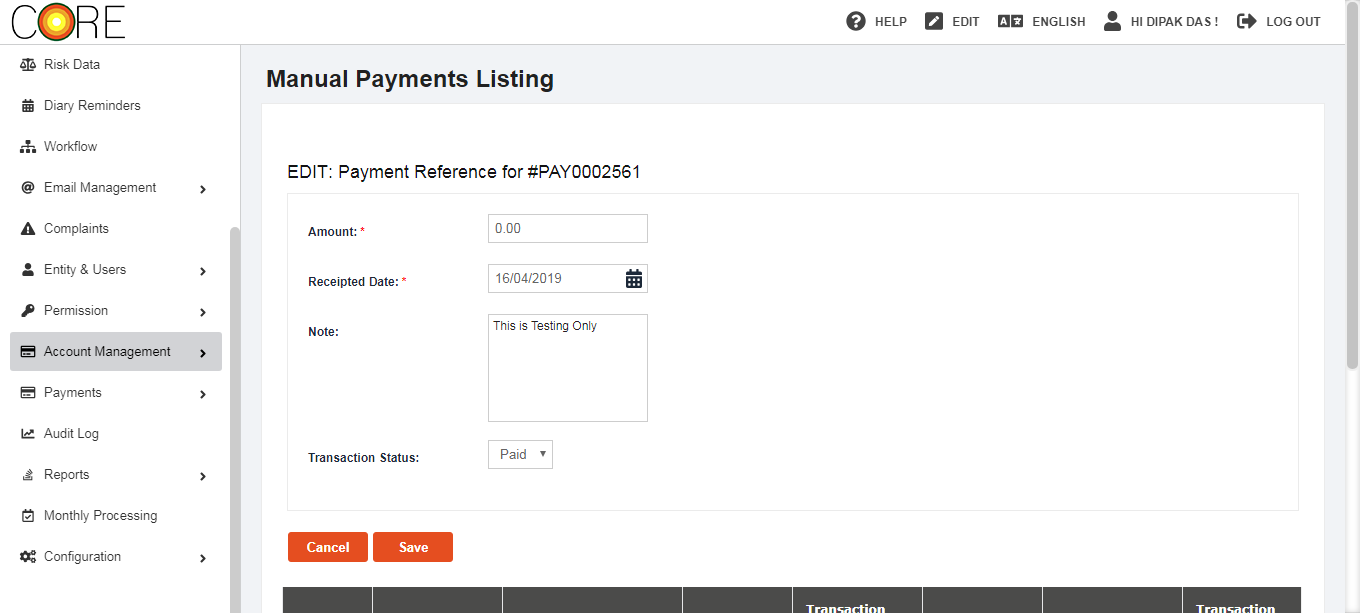 CORE
HELP
EDIT
ENGLISH
HI DIPAK DAS !
LOG OUT
Risk Data
Diary Reminders
Workflow
Email Management
Complaints
Entity & Users
Permission
Account Management
Payments
Audit Log
Reports
Monthly Processing
Configuration
Manual Payments Listing
EDIT: Payment Reference for #PAY0002561
Amount: *
0.00
Receipted Date: *
16/04/2019
Note:
This is Testing Only
Transaction Status:
Paid
Cancel
Save
Transaction
Transaction